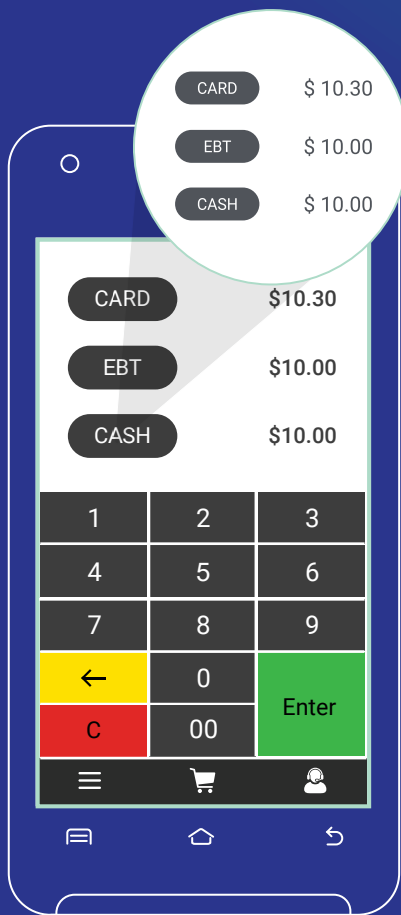 CARD $ 10.30
EBT $ 10.00
CASH $ 10.00
CARD $10.30
EBT $10.00
CASH $10.00
1 2 3
4 5 6
7 8 9
0
Enter
C 00